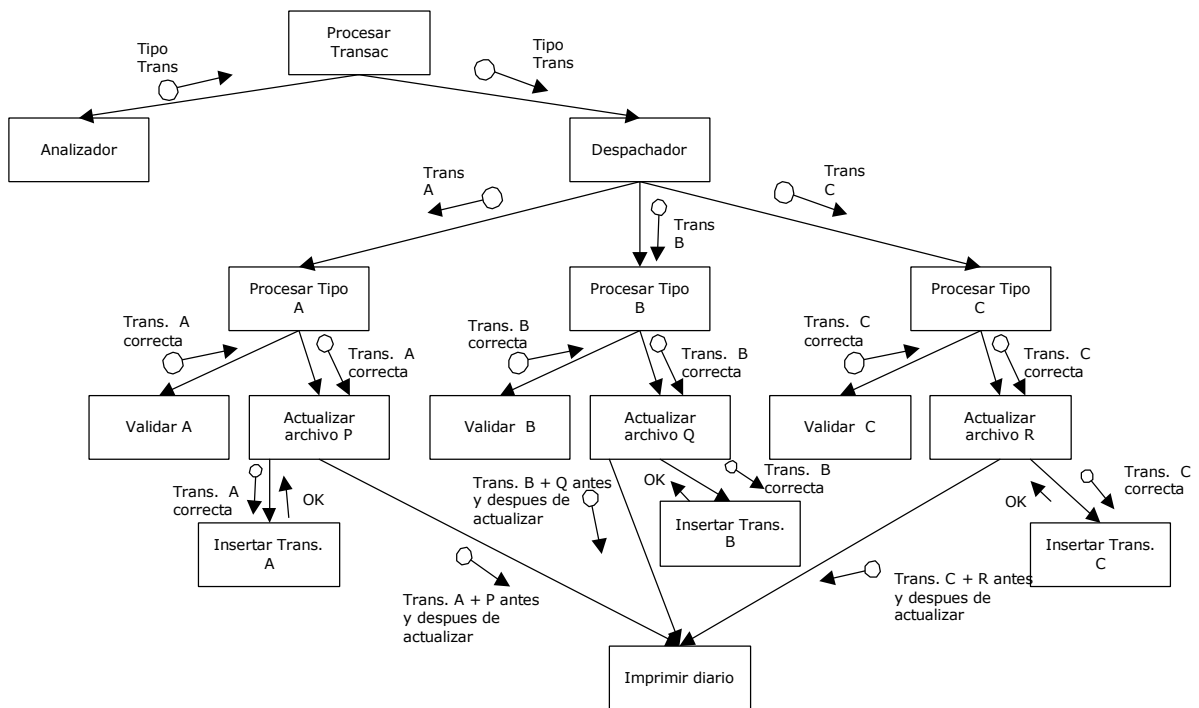 Procesar
Transac
Tipo
Trans
Tipo
Trans
Analizador
Despachador
Trans
A
Trans
B
Trans
C
Procesar Tipo
A
Procesar Tipo
B
Procesar Tipo
C
Trans. A
correcta
Trans. A
correcta
Trans. B
correcta
Trans. B
correcta
Trans. C
correcta
Trans. C
correcta
Validar A
Actualizar
archivo P
Validar B
Actualizar
archivo Q
Validar C
Actualizar
archivo R
Trans. A
correcta
OK
Trans. B + Q antes
y despues de
actualizar
OK
Trans. B
correcta
OK
Trans. C
correcta
Insertar Trans.
A
Insertar Trans.
B
Insertar Trans.
C
Trans. A + P antes
y despues de
actualizar
Trans. C + R antes
y despues de
actualizar
Imprimir diario